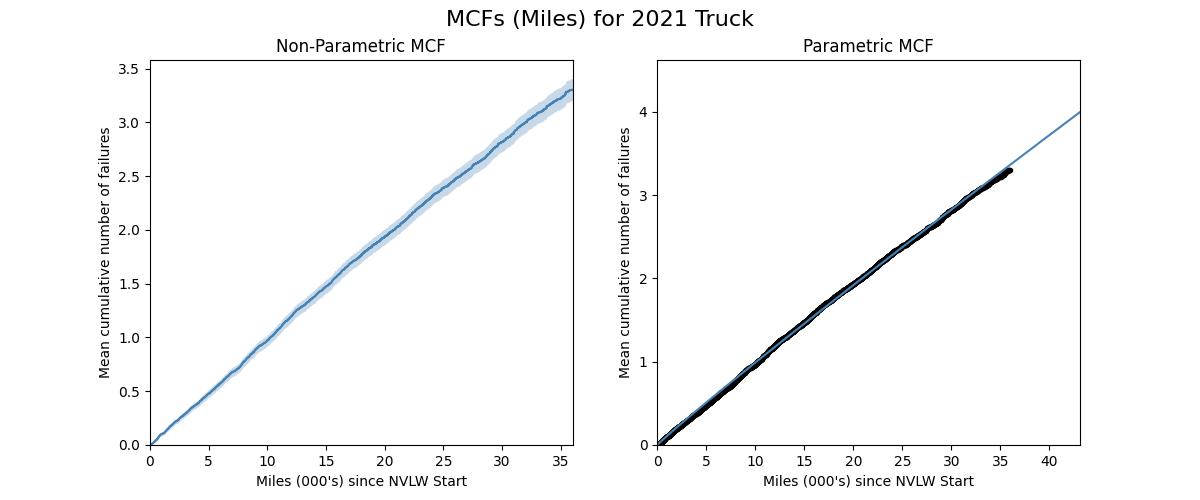 MCFs (Miles) for 2021 Truck
Non-Parametric MCF
Mean cumulative number of failures
3.5
3.0
2.5
2.0
1.5
1.0
0.5
0.0
0 5 10 15 20 25 30 35
Miles (000's) since NVLW Start
Parametric MCF
Mean cumulative number of failures
4
3
2
1
0
0 5 10 15 20 25 30 35 40
Miles (000's) since NVLW Start